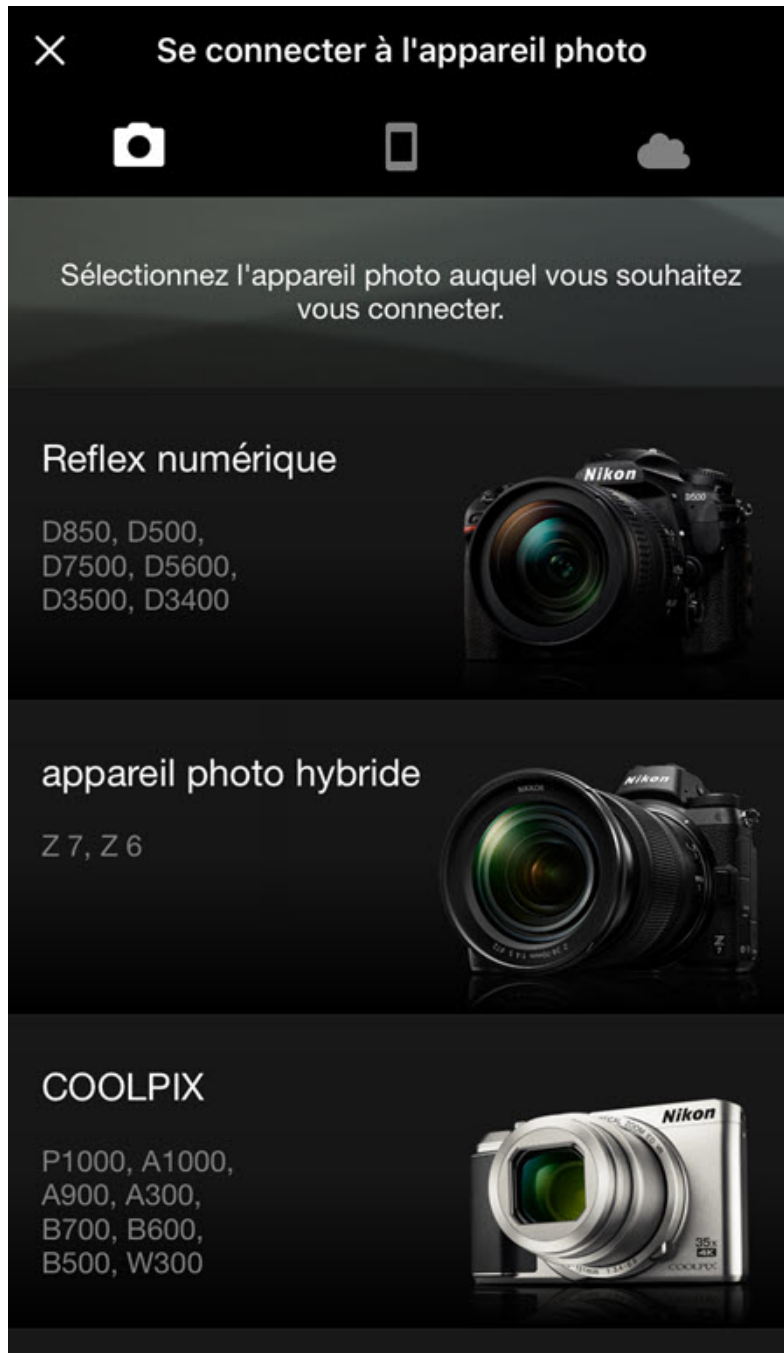 Se connecter à l'appareil photo
Sélectionnez l'appareil photo auquel vous souhaitez
vous connecter.
Reflex numérique
D850, D500,
D7500, D5600,
D3500, D3400
Nikon
D500
appareil photo hybride
Z 7, Z 6
Nikon
NIKKOR
Z
7
COOLPIX
P1000, A1000,
A900, A300,
B700, B600,
B500, W300
Nikon
35x
4K
COOLPIX